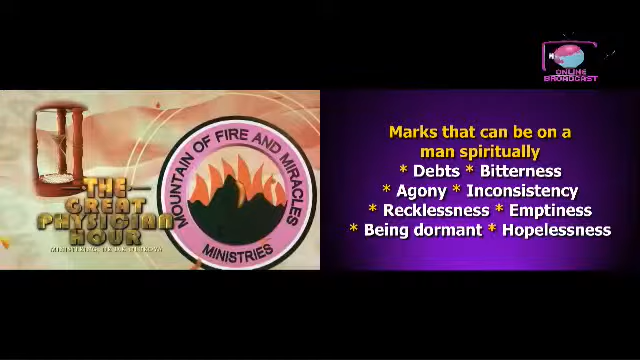 ONLINE
BROADCAST
THE
GREAT
PHYSICIAN
HOUR
MOUNTAIN OF FIRE AND MIRACLES
MINISTRIES
Marks that can be on a
man spiritually
* Debts * Bitterness
* Agony * Inconsistency
* Recklessness * Emptiness
* Being dormant * Hopelessness